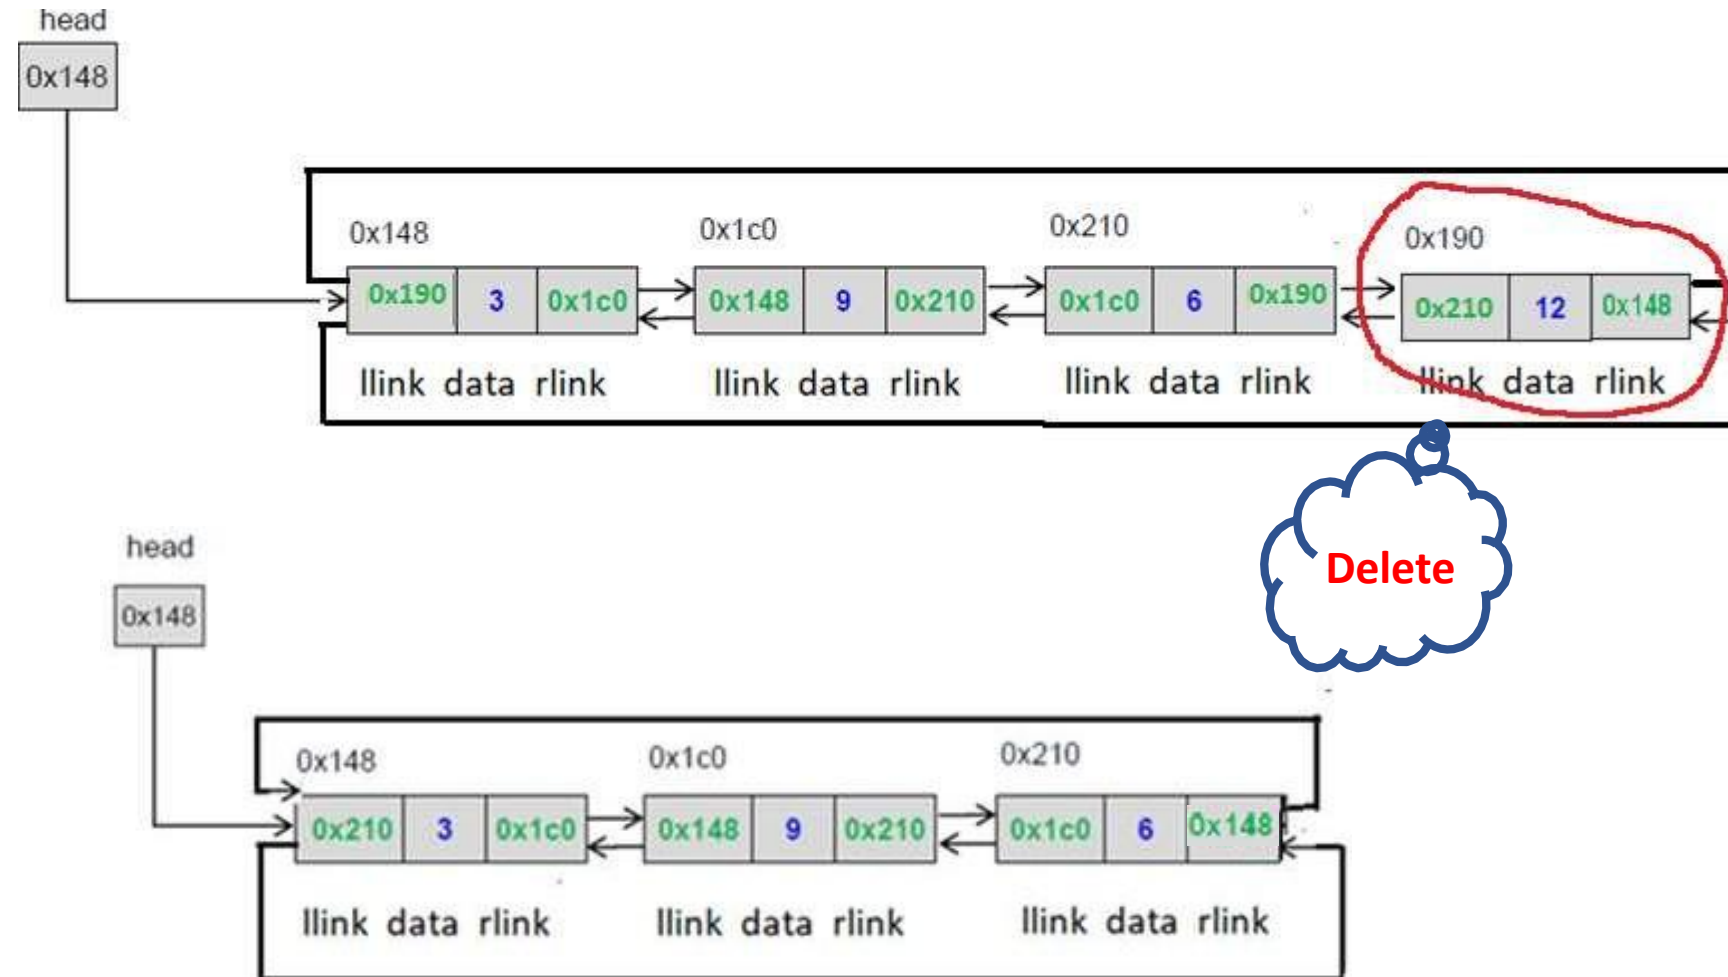 head
0x148
0x148 0x1c0 0x210 0x190
0x190 3 0x1c0 0x148 9 0x210 0x1c0 6 0x190 0x210 12 0x148
llink data rlink llink data rlink llink data rlink llink data rlink
Delete
head
0x148
0x148 0x1c0 0x210
0x210 3 0x1c0 0x148 9 0x210 0x1c0 6 0x148
llink data rlink llink data rlink llink data rlink